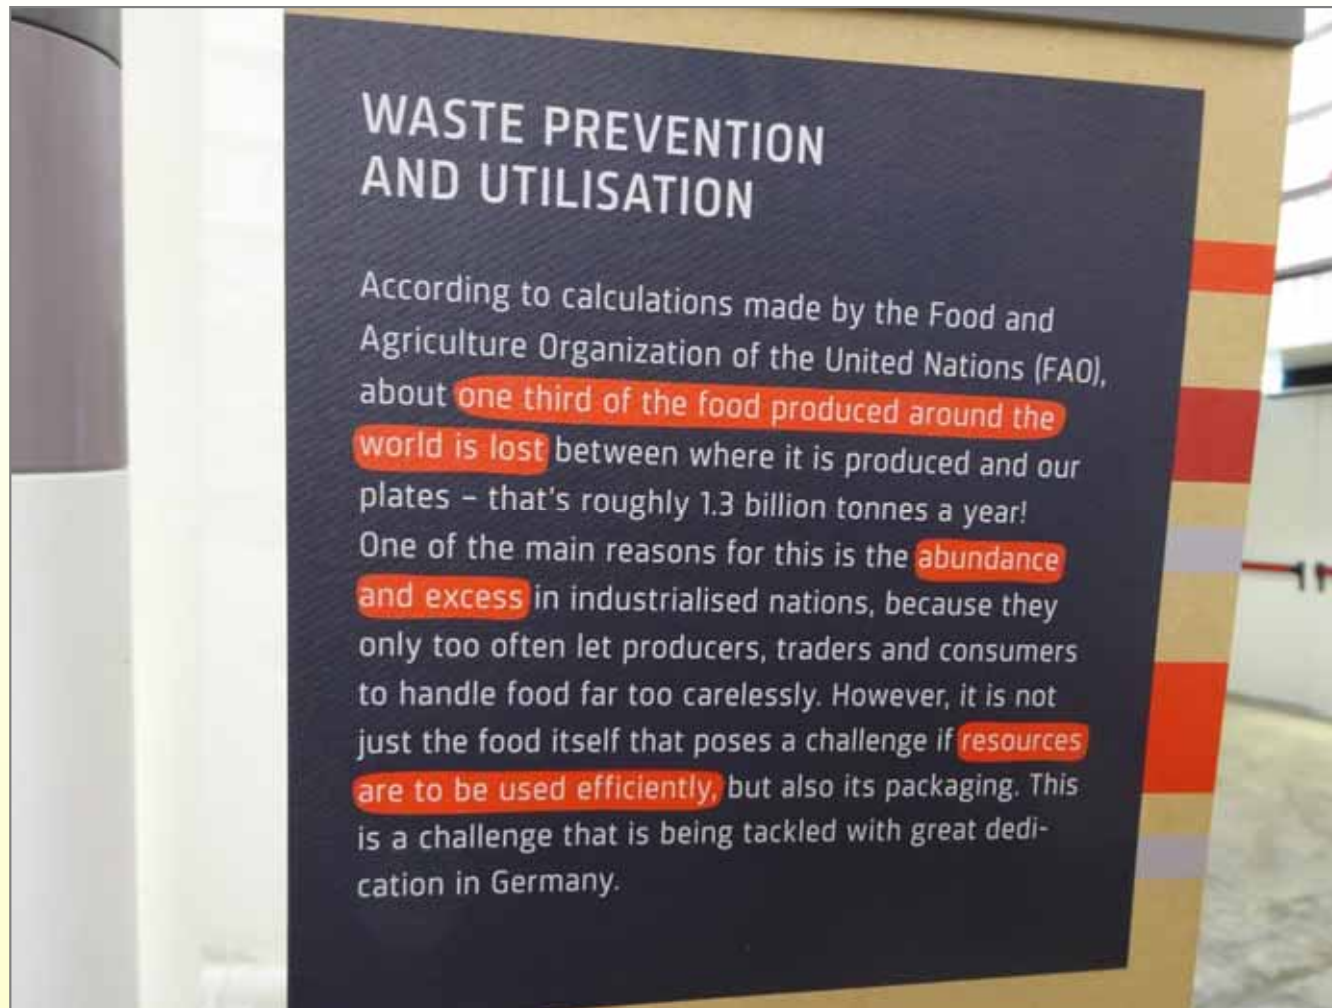 WASTE PREVENTION
AND UTILISATION
According to calculations made by the Food and
Agriculture Organization of the United Nations (FAO),
about one third of the food produced around the
world is lost between where it is produced and our
plates – that's roughly 1.3 billion tonnes a year!
One of the main reasons for this is the abundance
and excess in industrialised nations, because they
only too often let producers, traders and consumers
to handle food far too carelessly. However, it is not
just the food itself that poses a challenge if resources
are to be used efficiently, but also its packaging. This
is a challenge that is being tackled with great dedi-
cation in Germany.